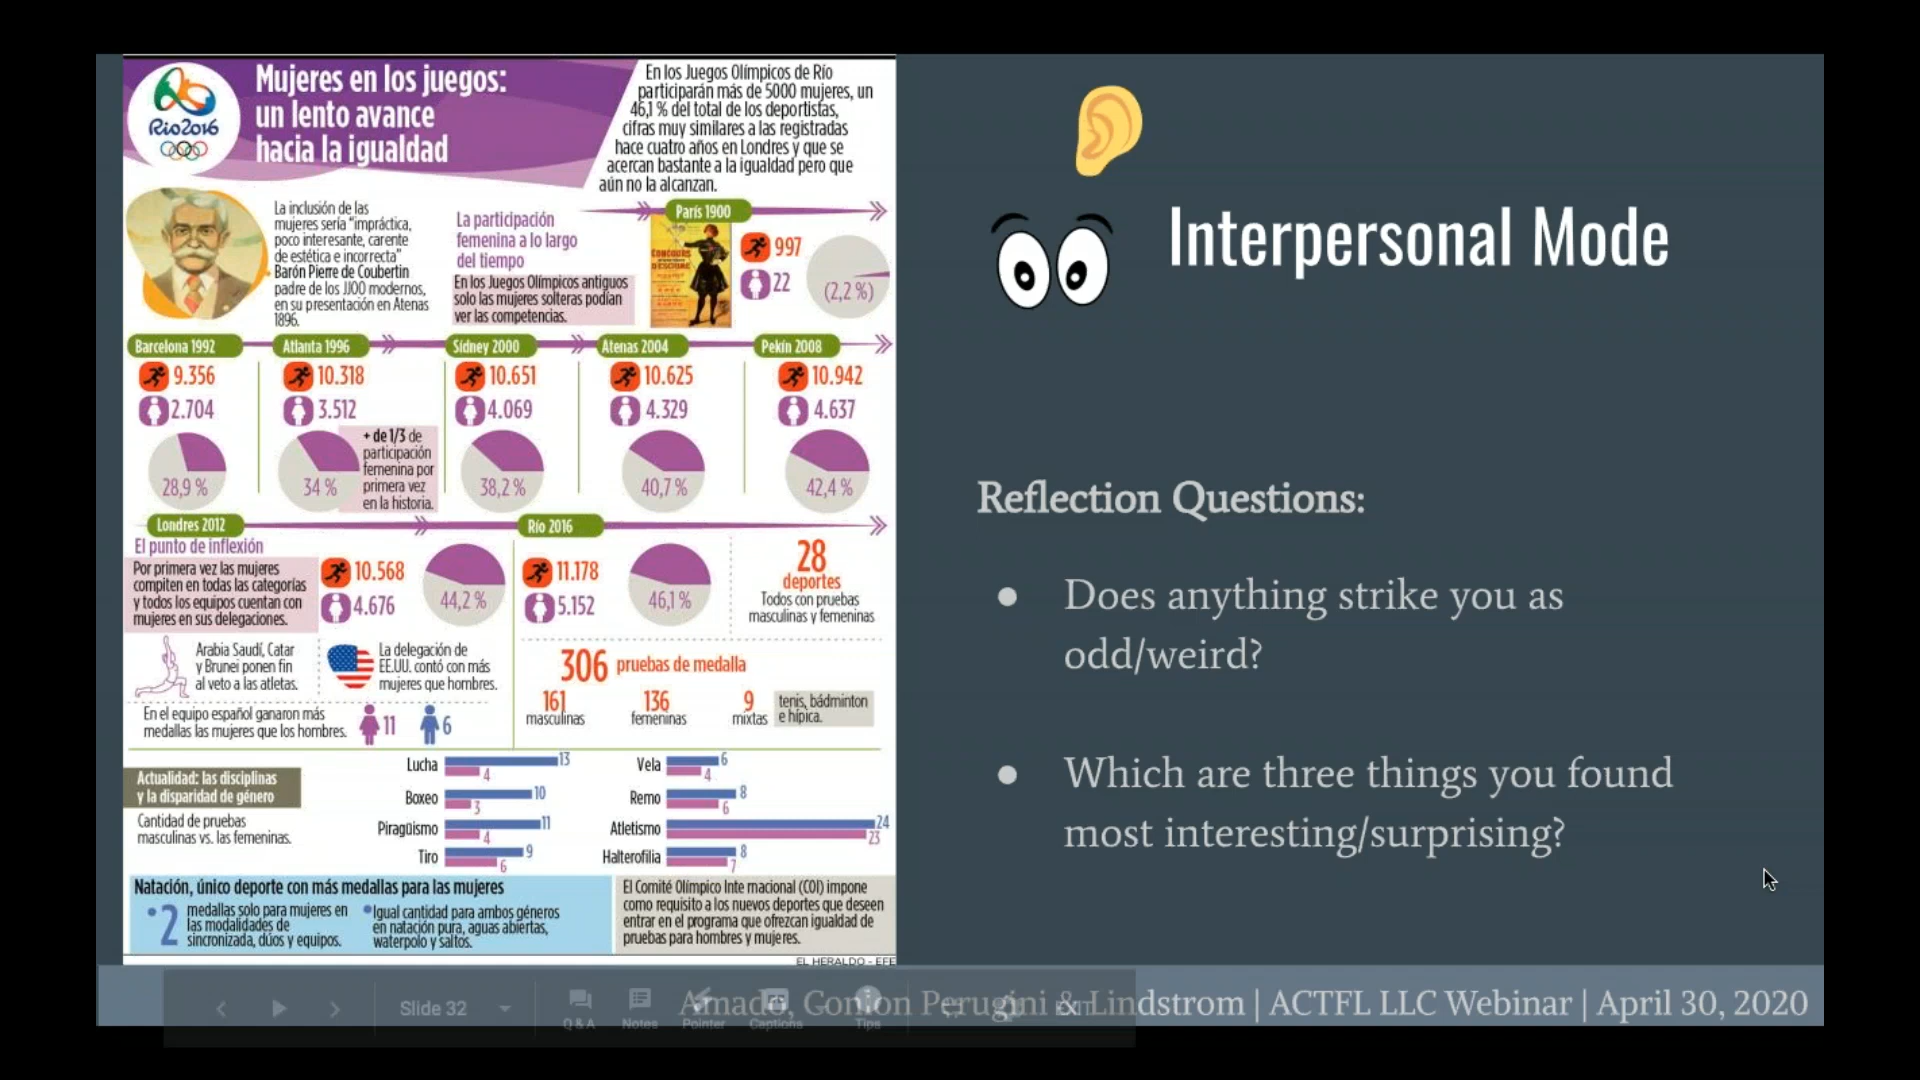 Rio2016
Mujeres en los juegos:
un lento avance
hacia la igualdad
En los Juegos Olímpicos de Río
participarán más de 5000 mujeres, un
46,1 % del total de los deportistas,
cifras muy similares a las registradas
hace cuatro años en Londres y que se
acercan bastante a la igualdad pero que
aún no la alcanzan.
La inclusión de las
mujeres sería "impráctica,
poco interesante, carente
de estética e incorrecta"
Barón Pierre de Coubertin
padre de los JJOO modernos,
en su presentación en Atenas
1896.
La participación
femenina a lo largo
del tiempo
En los Juegos Olímpicos antiguos
solo las mujeres solteras podían
ver las competencias.
París 1900
CONCOURS
997
22
(2,2 %)
Barcelona 1992
9.356
2.704
28,9 %
Atlanta 1996
10.318
3.512
34 %
+ de 1/3 de
participación
femenina por
primera vez
en la historia.
Sídney 2000
10.651
4.069
38,2 %
Atenas 2004
10.625
4.329
40,7 %
Pekín 2008
10.942
4.637
42,4 %
Londres 2012
El punto de inflexión
Por primera vez las mujeres
compiten en todas las categorías
y todos los equipos cuentan con
mujeres en sus delegaciones.
10.568
4.676
44,2 %
Río 2016
11.178
5.152
46,1 %
28
deportes
Todos con pruebas
masculinas y femeninas
Arabia Saudí, Catar
y Brunei ponen fin
al veto a las atletas.
La delegación de
EE.UU. contó con más
mujeres que hombres.
En el equipo español ganaron más
medallas las mujeres que los hombres.
11
6
306 pruebas de medalla
161
masculinas
136
femeninas
9
mixtas
tenis, bádminton
e hípica.
Actualidad: las disciplinas
y la disparidad de género
Cantidad de pruebas
masculinas vs. las femeninas.
Lucha 13
4
Boxeo 10
3
Piragüismo 11
4
Tiro 9
6
Vela 6
4
Remo 8
6
Atletismo 24
23
Halterofilia 8
7
Natación, único deporte con más medallas para las mujeres
•2 medallas solo para mujeres en
las modalidades de
sincronizada, dúos y equipos.
•Igual cantidad para ambos géneros
en natación pura, aguas abiertas,
waterpolo y saltos.
El Comité Olímpico Inte macional (COI) impone
como requisito a los nuevos deportes que deseen
entrar en el programa que ofrezcan igualdad de
pruebas para hombres y mujeres.
EL HERALDO - EFE
Interpersonal Mode
Reflection Questions:
● Does anything strike you as
odd/weird?
● Which are three things you found
most interesting/surprising?
Amado, Gordon Perugini & Lindstrom | ACTFL LLC Webinar | April 30, 2020
Slide 32
Q & A
Notes
Pointer
Captions
Tips
EXIT